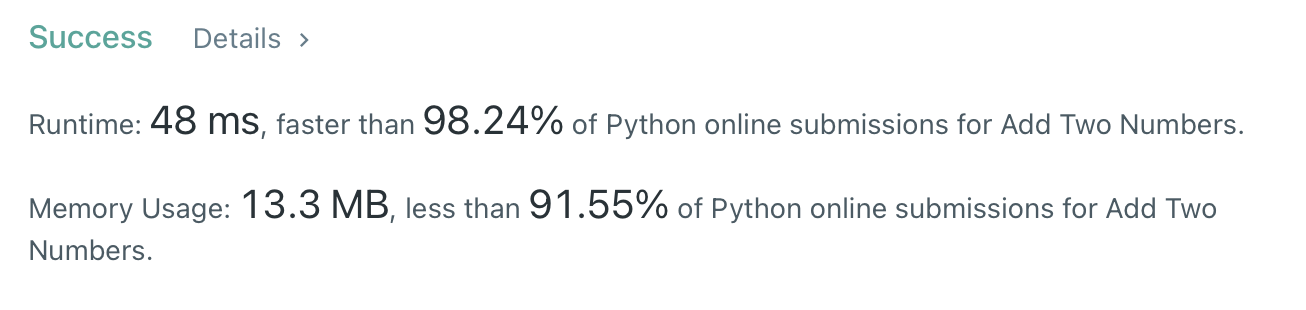 Success Details >
Runtime: 48 ms, faster than 98.24% of Python online submissions for Add Two Numbers.
Memory Usage: 13.3 MB, less than 91.55% of Python online submissions for Add Two
Numbers.